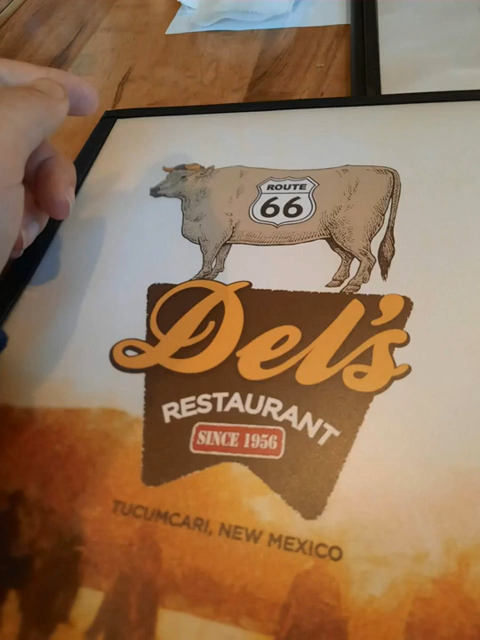 ROUTE
66
Del's
RESTAURANT
SINCE 1956
TUCUMCARI, NEW MEXICO